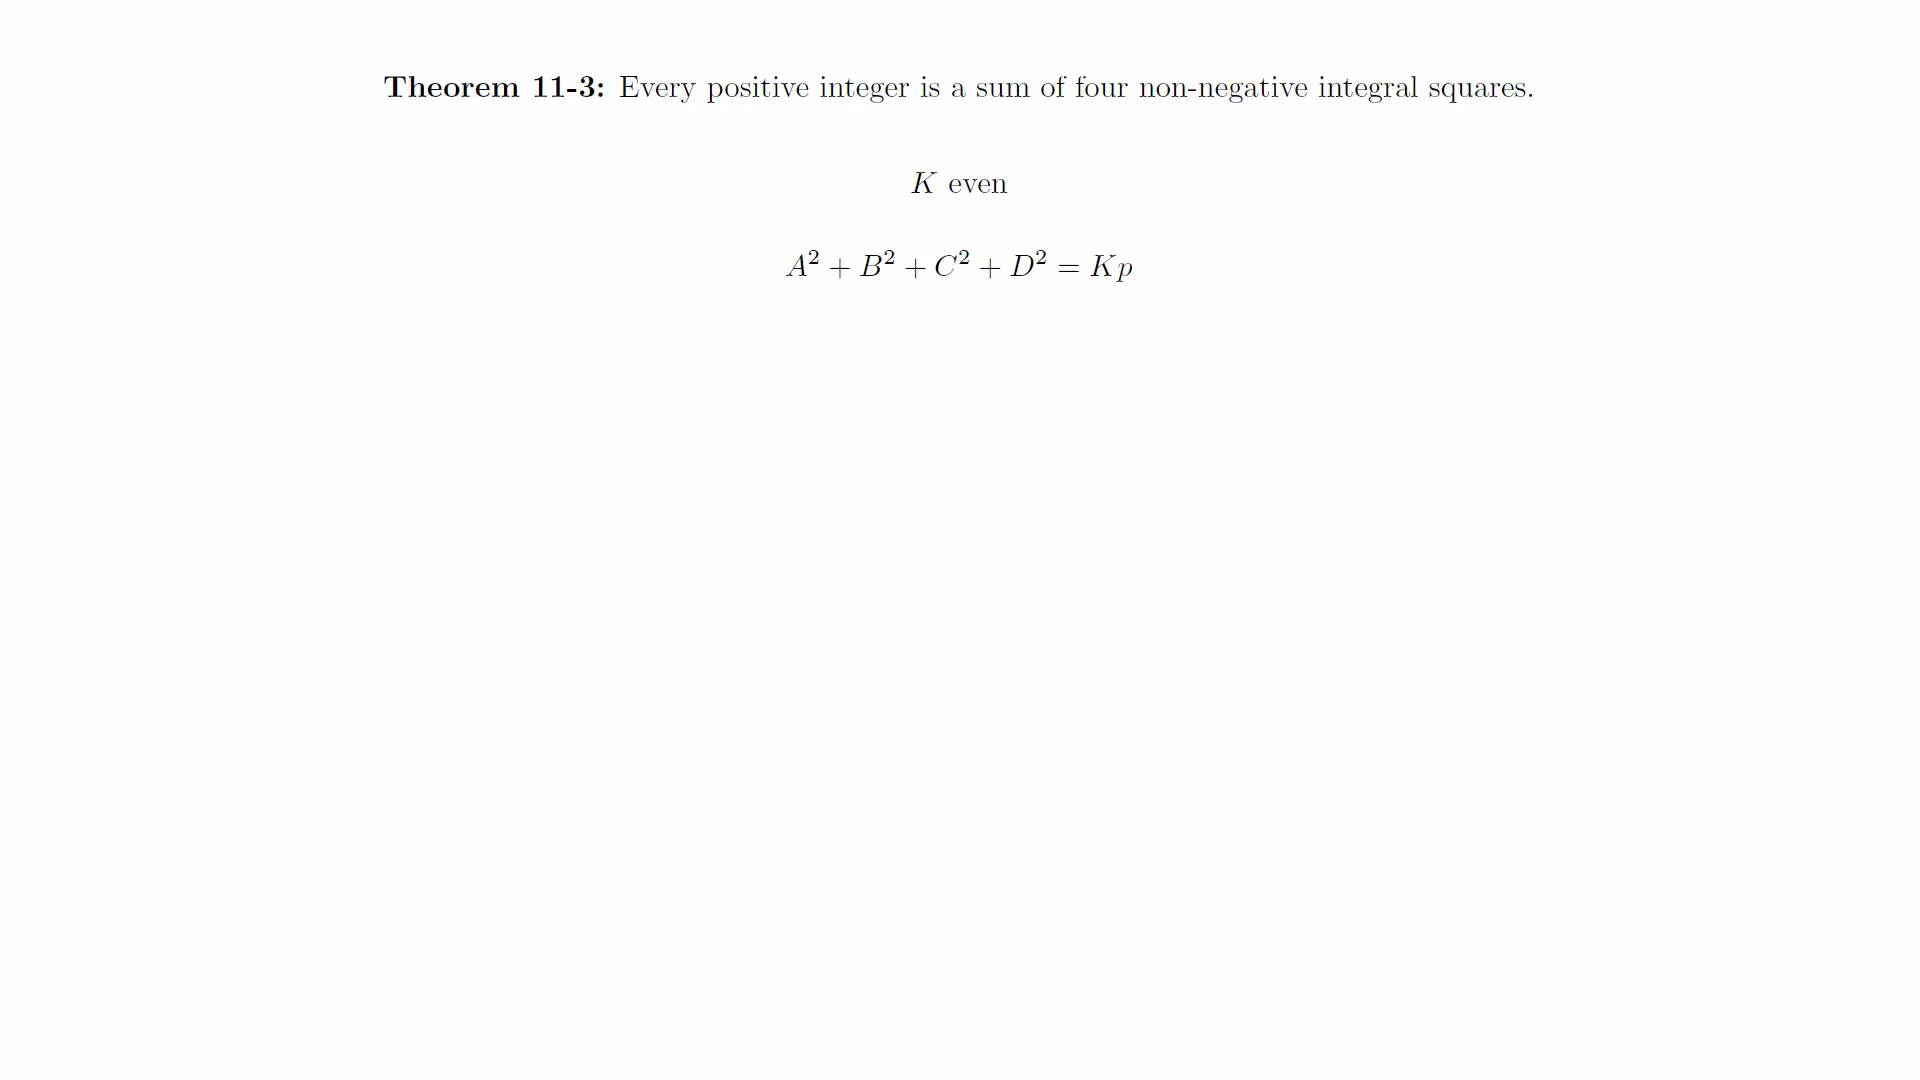 Theorem 11-3: Every positive integer is a sum of four non-negative integral squares.
K even
A² + B² + C² + D² = Kp